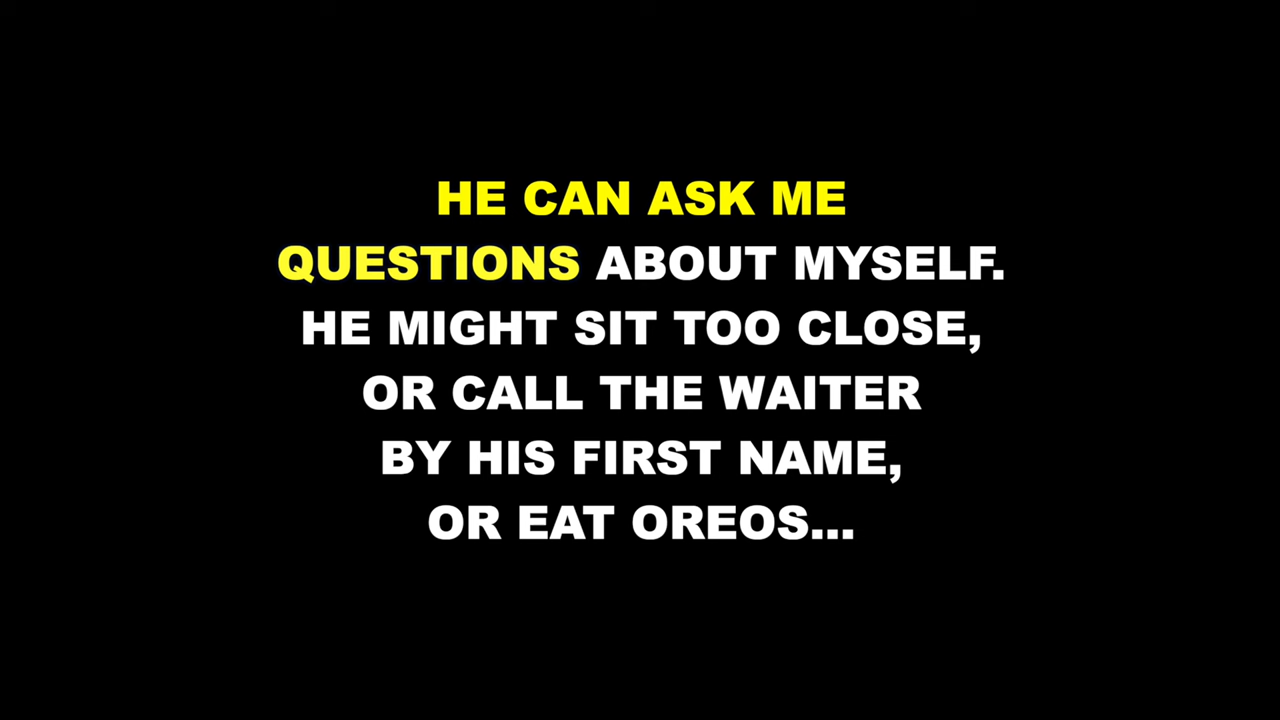 HE CAN ASK ME
QUESTIONS ABOUT MYSELF.
HE MIGHT SIT TOO CLOSE,
OR CALL THE WAITER
BY HIS FIRST NAME,
OR EAT OREOS...